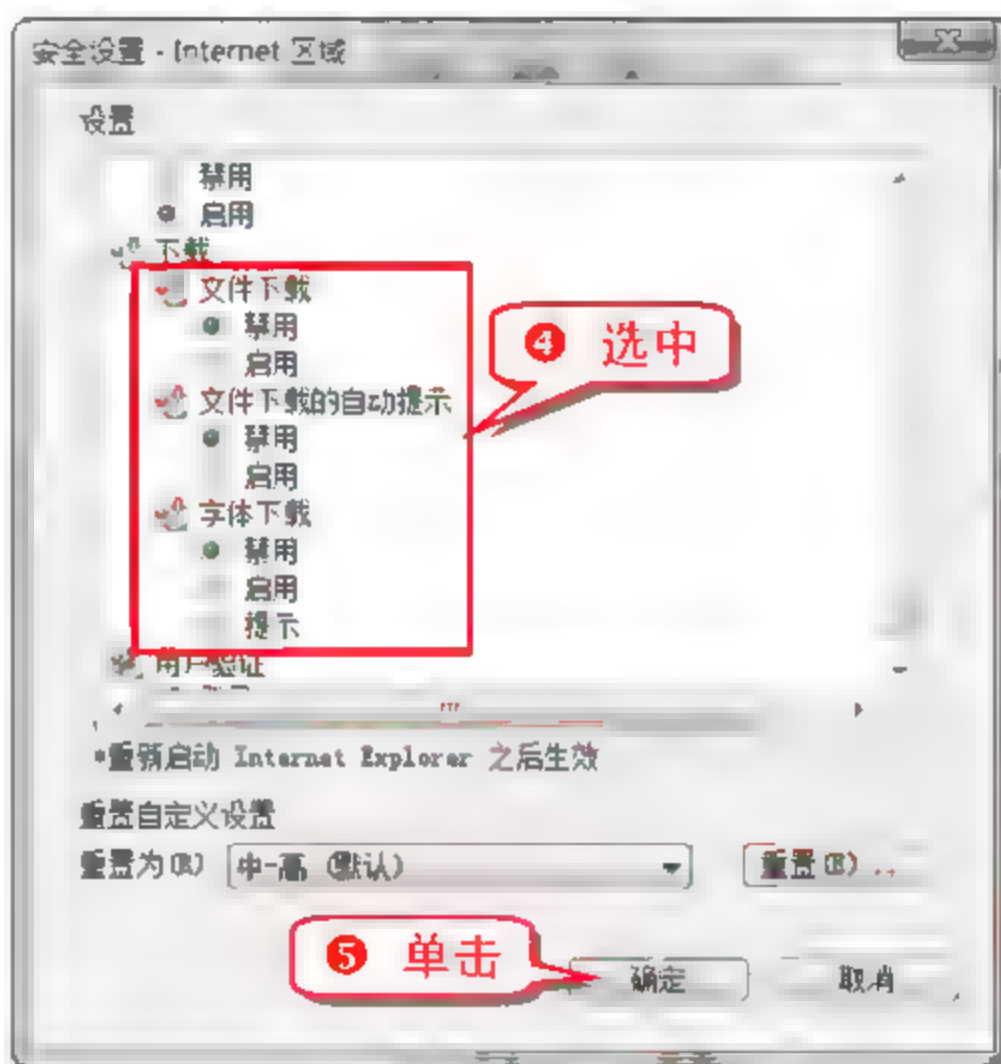 安全设置 - Internet 区域
设置
禁用
启用
下载
文件下载
禁用
启用
文件下载的自动提示
禁用
启用
字体下载
禁用
启用
提示
用户验证
❹ 选中
*重新启动 Internet Explorer 之后生效
重置自定义设置
重置为(R) 中-高 (默认)
重置(E)..
❺ 单击
确定
取消